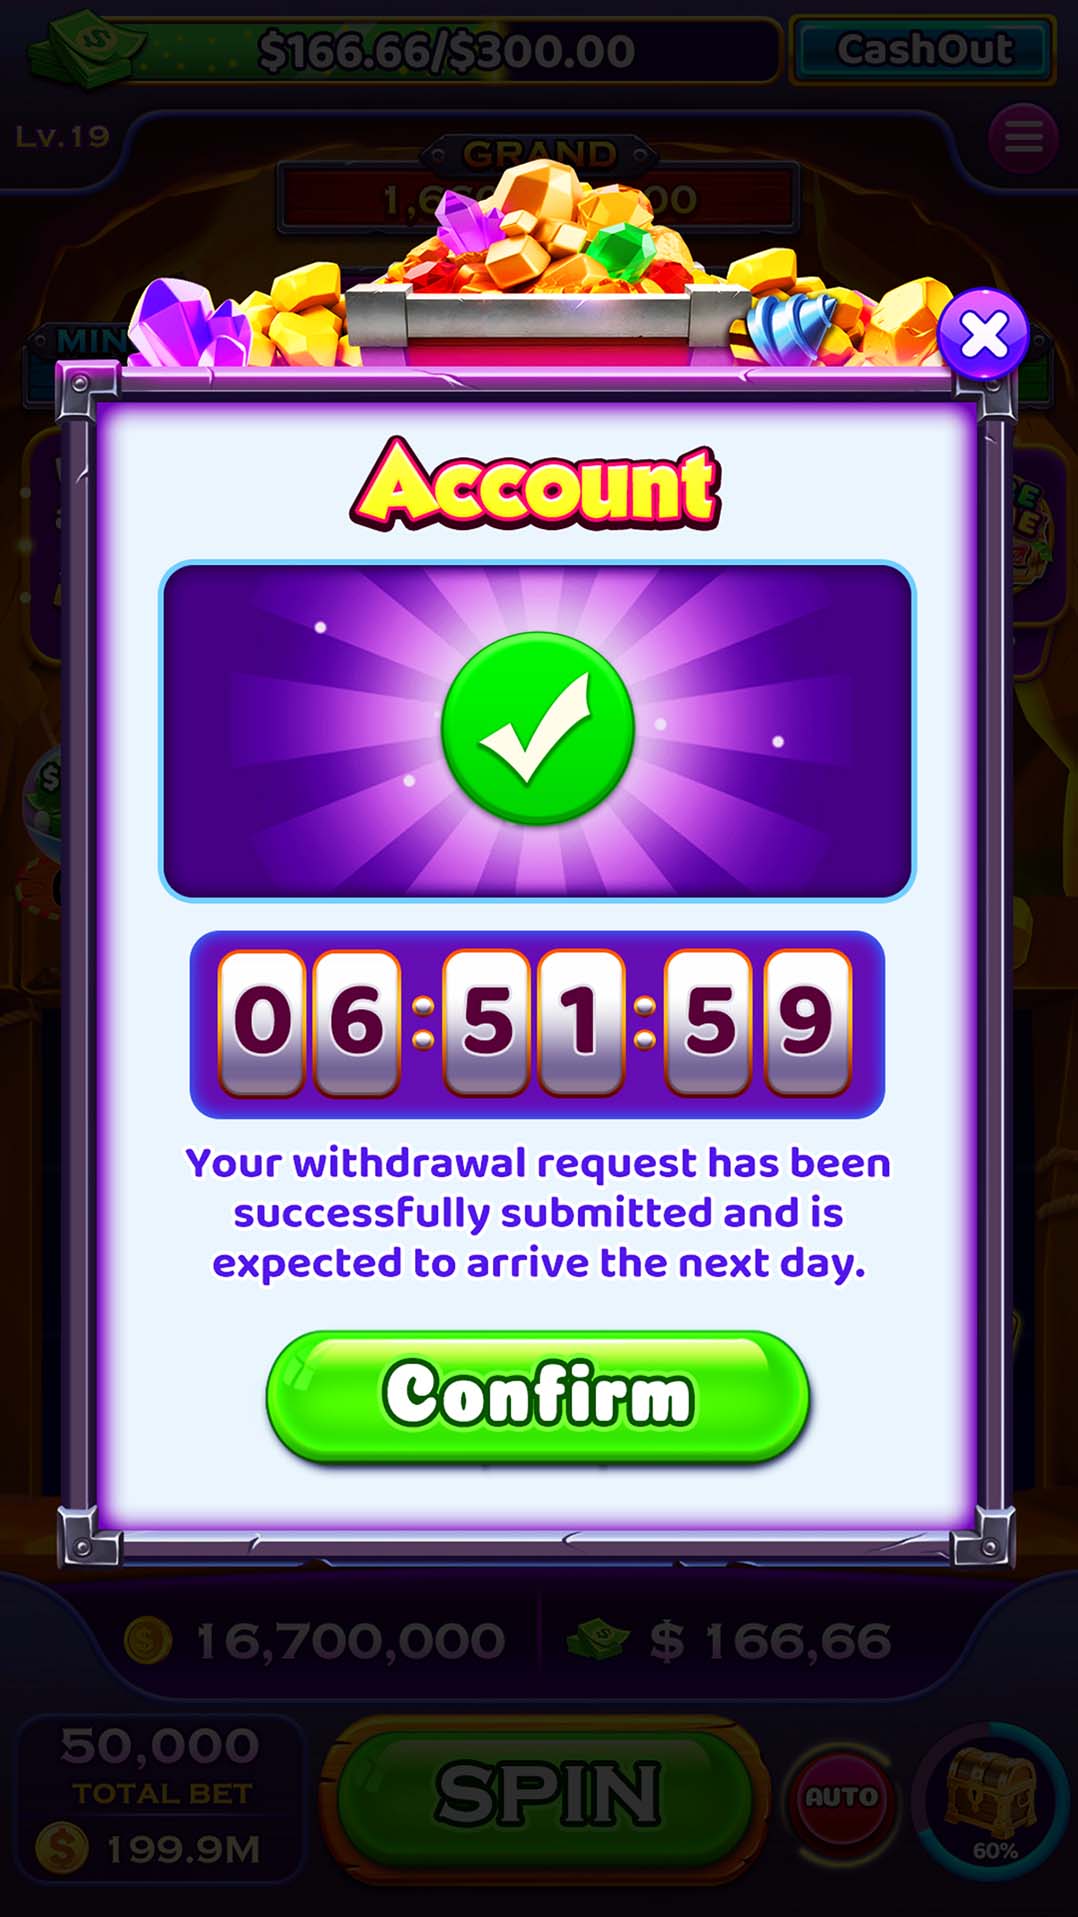 $166.66/$300.00
CashOut
Lv.19
GRAND
Account
06:51:59
Your withdrawal request has been
successfully submitted and is
expected to arrive the next day.
Confirm
16,700,000
$ 166,66
50,000
TOTAL BET
199.9M
SPIN
AUTO
60%